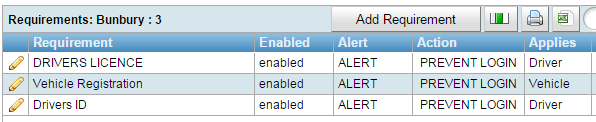 Requirements: Bunbury : 3 Add Requirement
Requirement Enabled Alert Action Applies
DRIVERS LICENCE enabled ALERT PREVENT LOGIN Driver
Vehicle Registration enabled ALERT PREVENT LOGIN Vehicle
Drivers ID enabled ALERT PREVENT LOGIN Driver